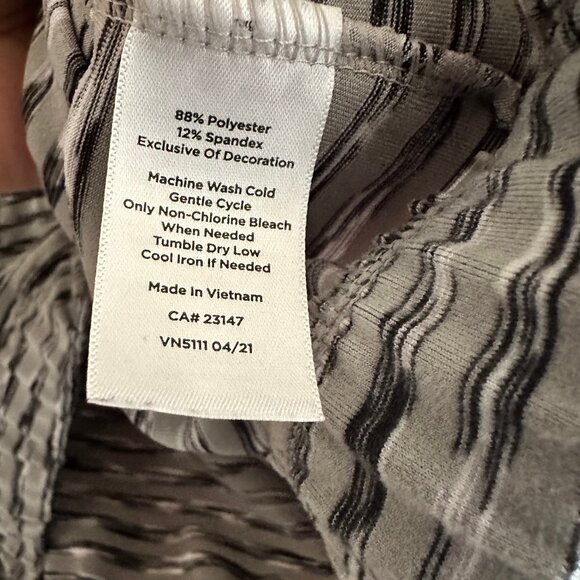 88% Polyester
12% Spandex
Exclusive Of Decoration
Machine Wash Cold
Gentle Cycle
Only Non-Chlorine Bleach
When Needed
Tumble Dry Low
Cool Iron If Needed
Made In Vietnam
CA# 23147
VN5111 04/21